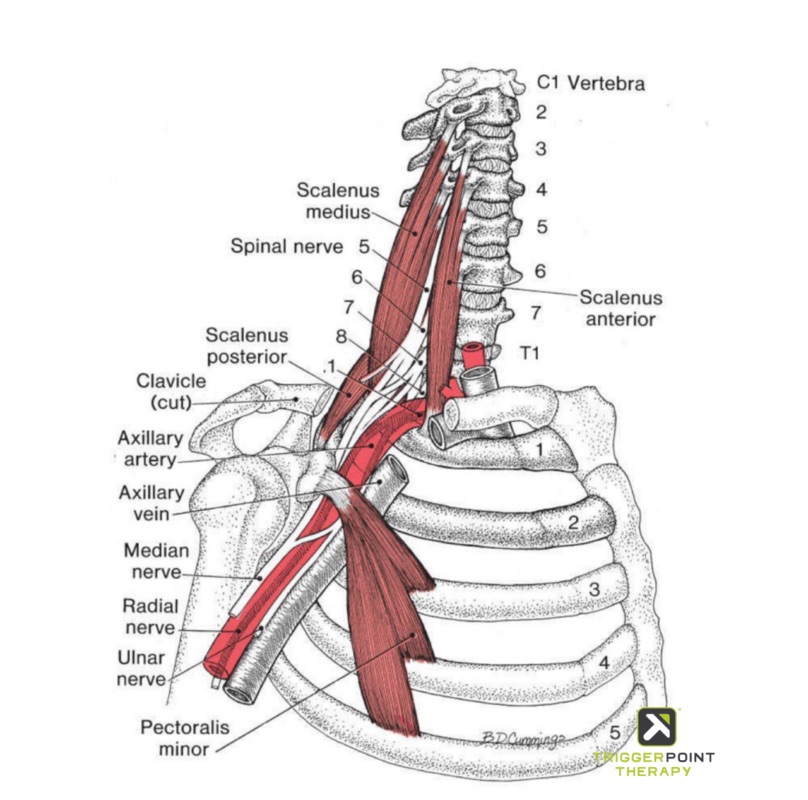 C1 Vertebra
2
3
4
5
6
7
T1
Scalenus
medius
Spinal nerve 5
6
7
8
.1
Scalenus
anterior
Scalenus
posterior
Clavicle
(cut)
Axillary
artery
Axillary
vein
Median
nerve
Radial
nerve
Ulnar
nerve
Pectoralis
minor
1
2
3
4
5
B.D.Cummings
TRIGGERPOINT
THERAPY